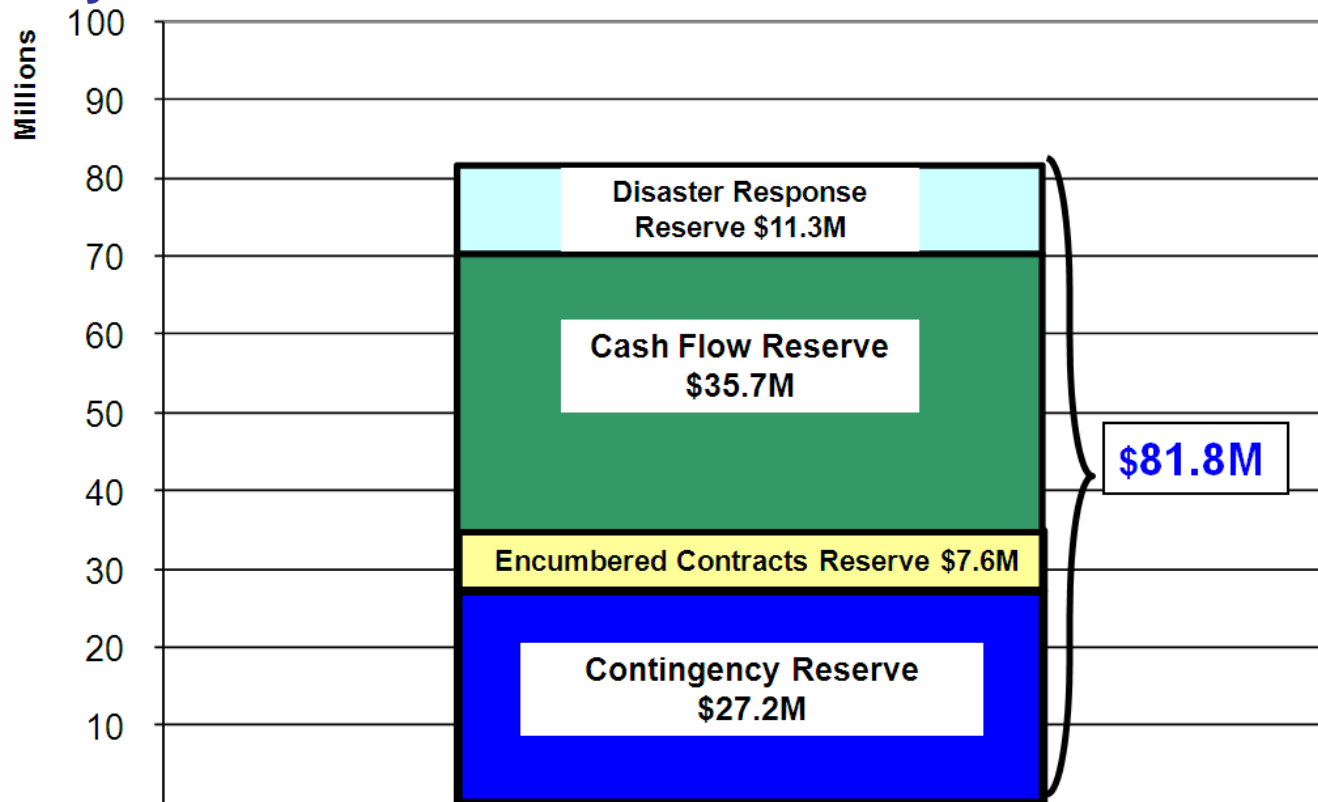 Millions
100
90
80
70
60
50
40
30
20
10
Disaster Response
Reserve $11.3M
Cash Flow Reserve
$35.7M
Encumbered Contracts Reserve $7.6M
Contingency Reserve
$27.2M
$81.8M